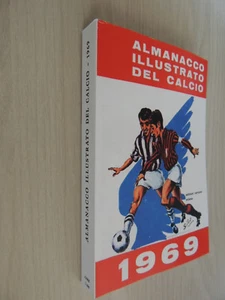 ALMANACCO
ILLUSTRATO
DEL CALCIO
1969
ALMANACCO ILLUSTRATO DEL CALCIO - 1969